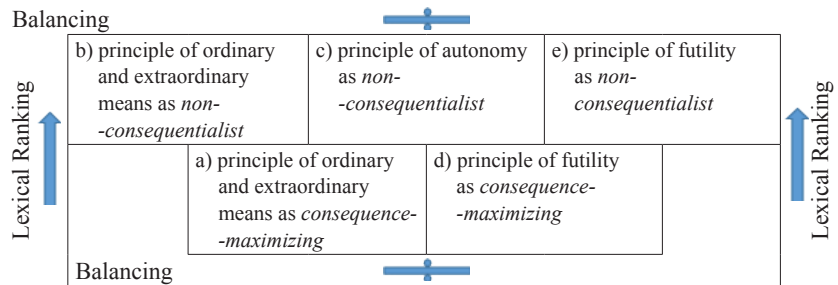 Balancing
b) principle of ordinary
and extraordinary
means as non-
-consequentialist
c) principle of autonomy
as non-
-consequentialist
e) principle of futility
as non-
consequentialist
Lexical Ranking
Lexical Ranking
a) principle of ordinary
and extraordinary
means as consequence-
-maximizing
d) principle of futility
as consequence-
-maximizing
Balancing